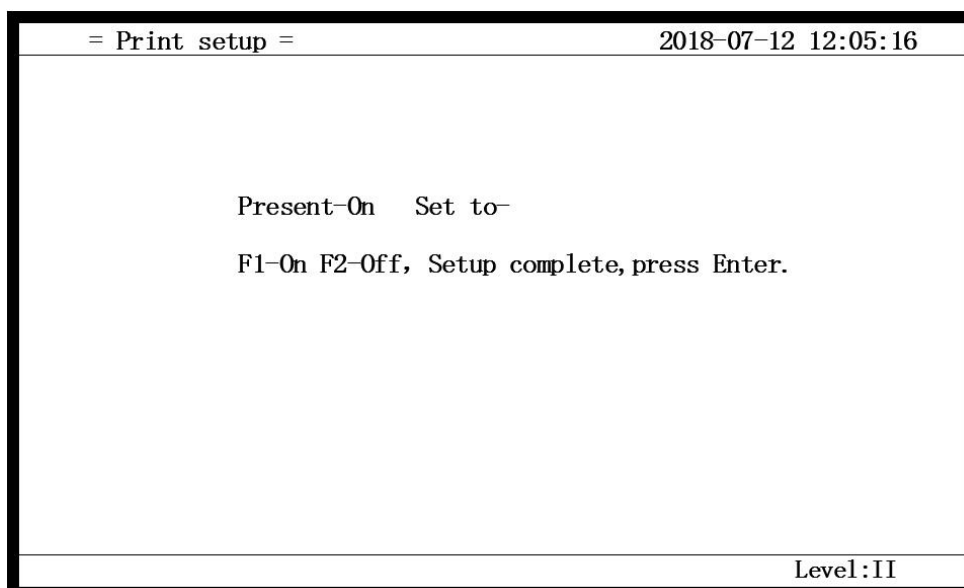 = Print setup =
2018-07-12 12:05:16
Present-On Set to-
F1-On F2-Off, Setup complete,press Enter.
Level:II